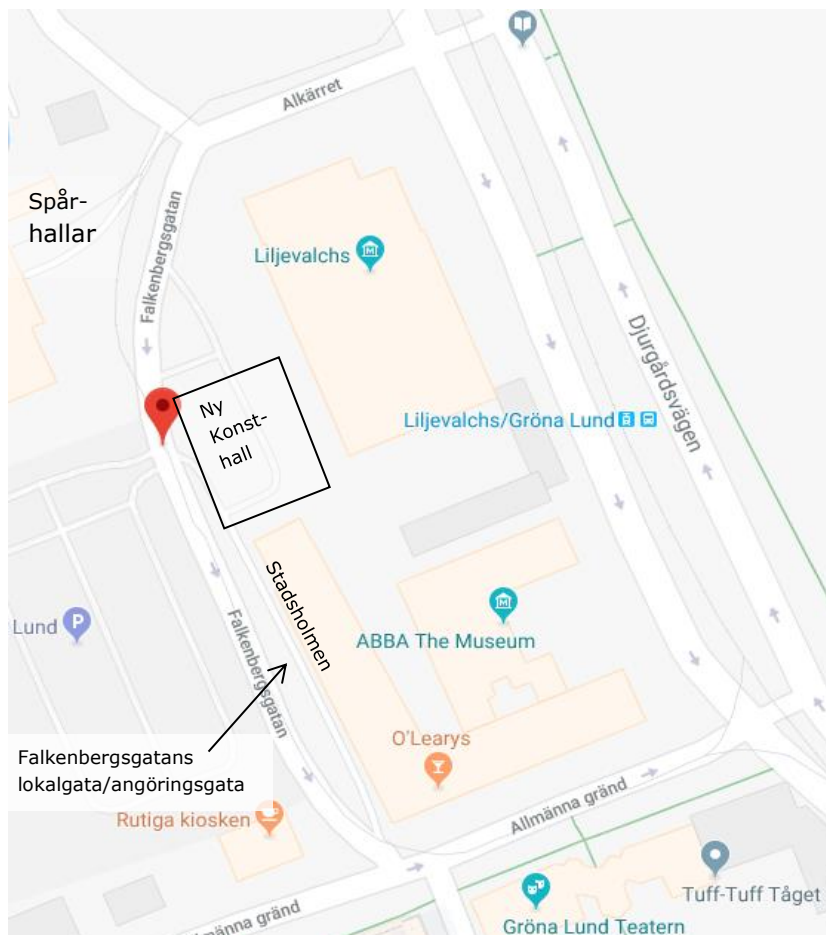 Alkärret
Spår-
hallar
Falkenbergsgatan
Liljevalchs
Djurgårdsvägen
Ny
Konst-
hall
Liljevalchs/Gröna Lund
Stadsholmen
Lund P
ABBA The Museum
Falkenbergsgatan
O'Learys
Falkenbergsgatans
lokalgata/angöringsgata
Rutiga kiosken
Allmänna gränd
Tuff-Tuff Tåget
Allmänna gränd
Gröna Lund Teatern